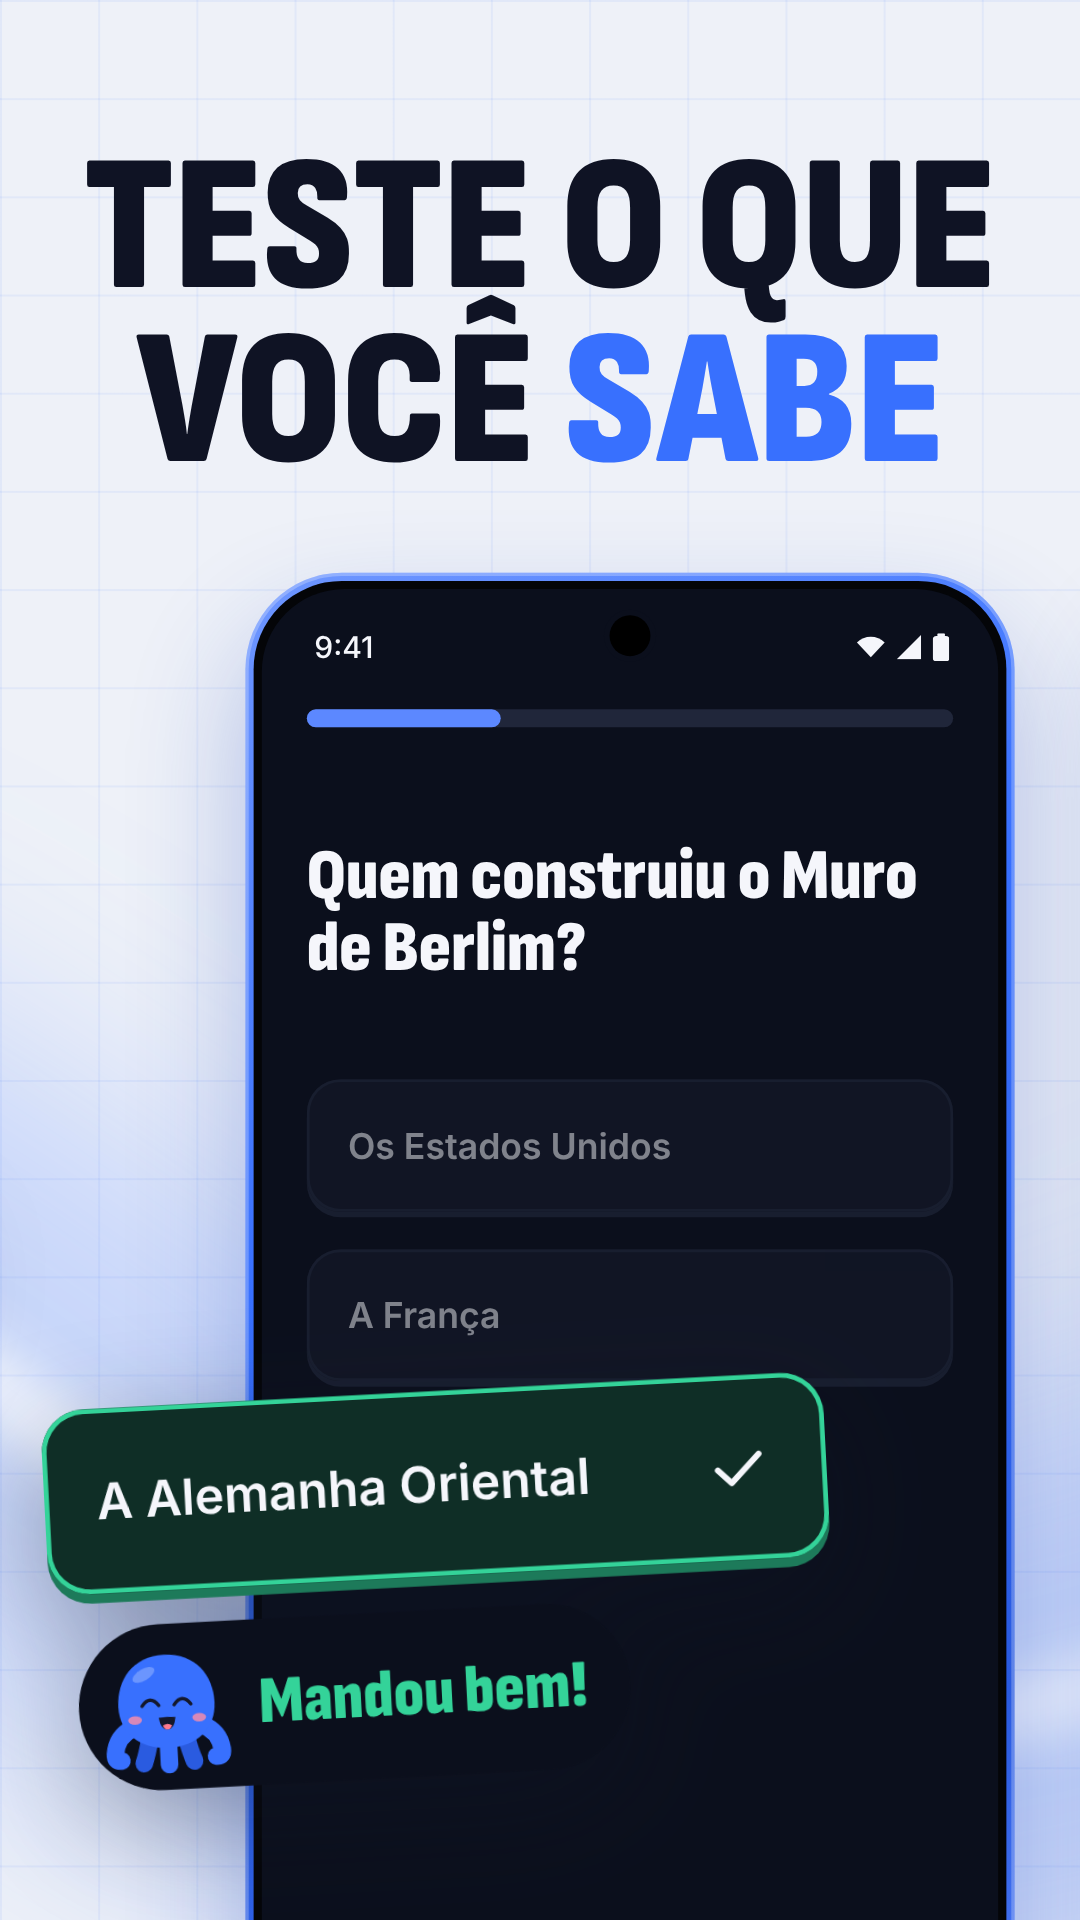 TESTE O QUE
VOCÊ SABE
9:41
Quem construiu o Muro
de Berlim?
Os Estados Unidos
A França
A Alemanha Oriental
Mandou bem!